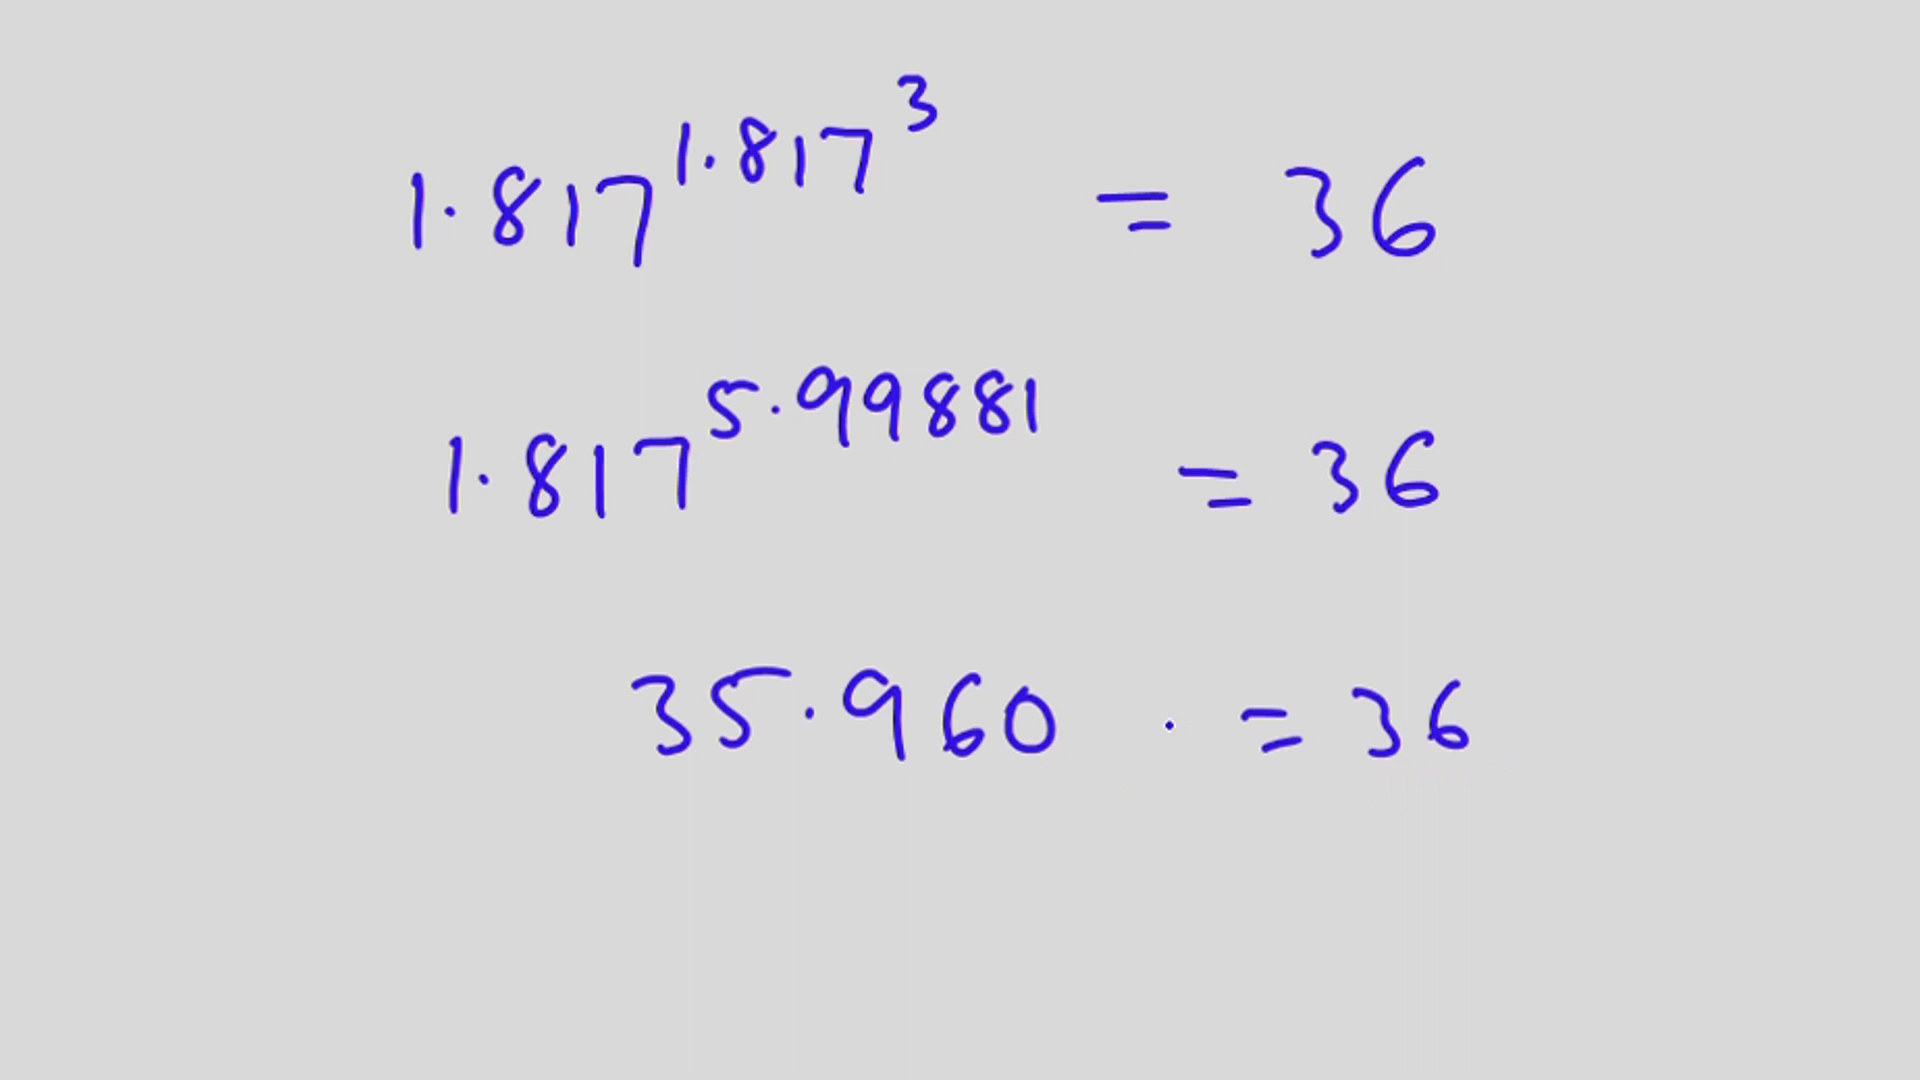 1.817^1.817^3 = 36
1.817^5.99881 = 36
35.960 . = 36